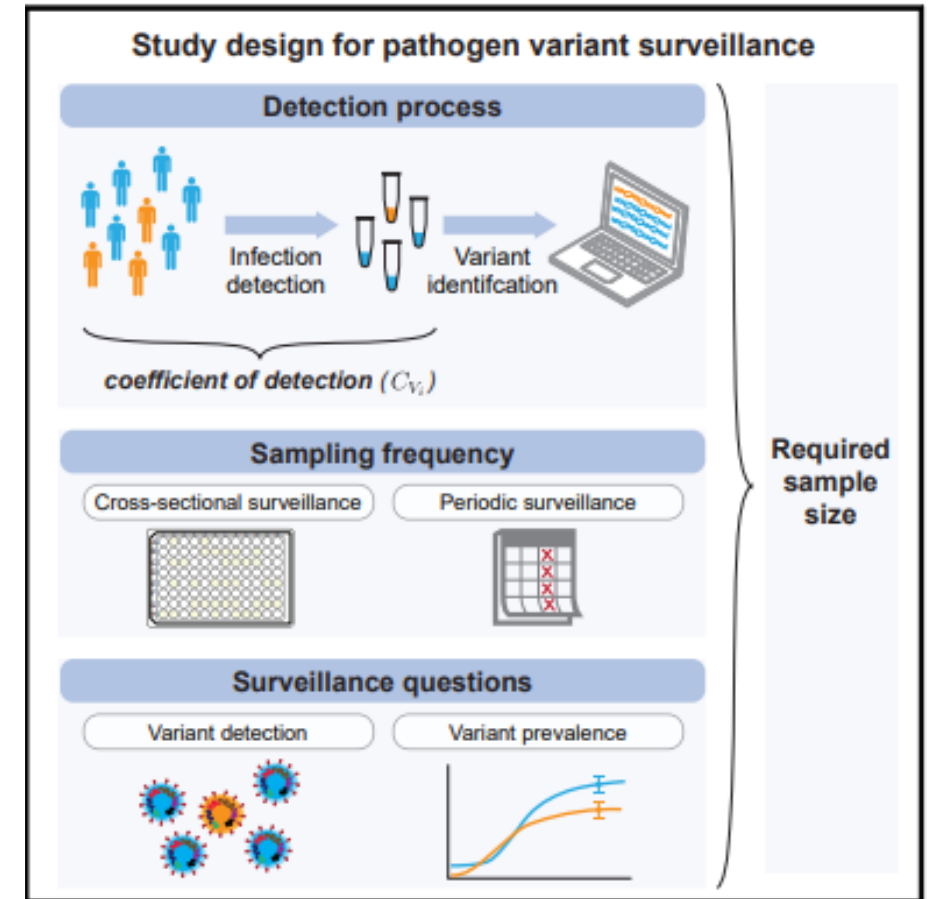 Study design for pathogen variant surveillance
Detection process
Infection
detection
Variant
identifcation
coefficient of detection (C_{V_i})
Sampling frequency
Cross-sectional surveillance
Periodic surveillance
Surveillance questions
Variant detection
Variant prevalence
Required
sample
size